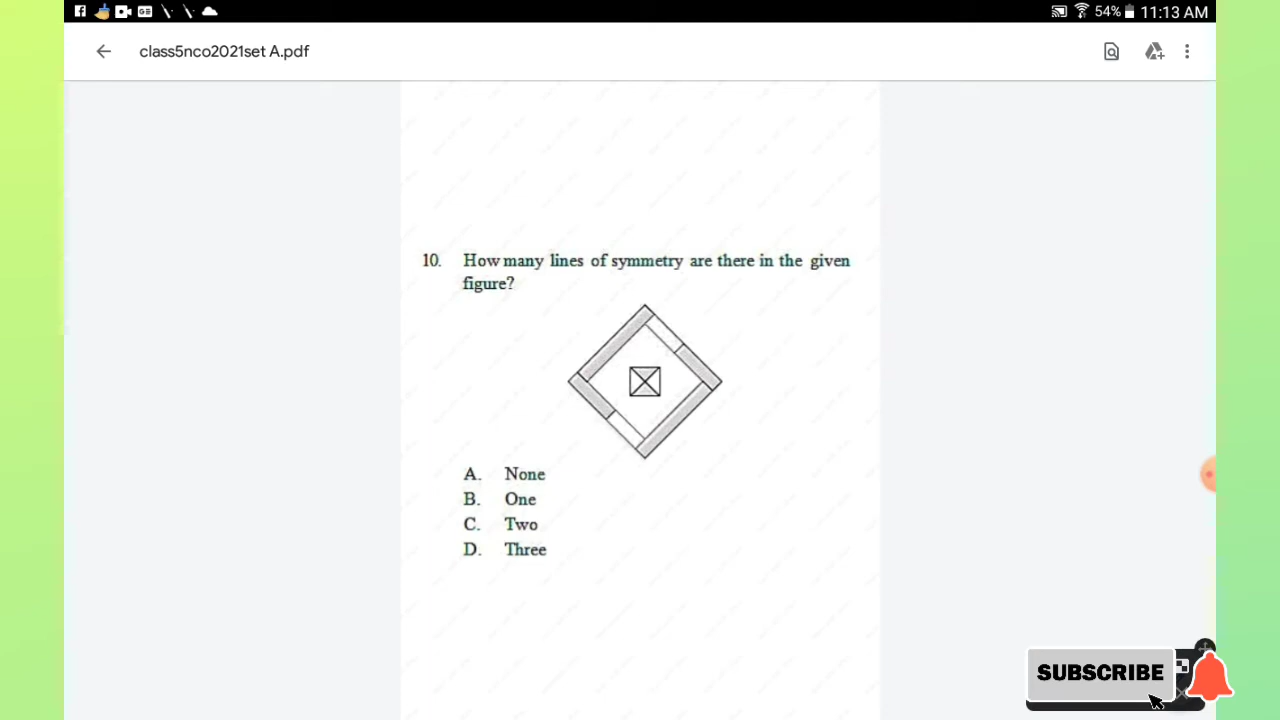 54% 11:13 AM
class5nco2021set A.pdf
10. How many lines of symmetry are there in the given
figure?
A. None
B. One
C. Two
D. Three
SUBSCRIBE